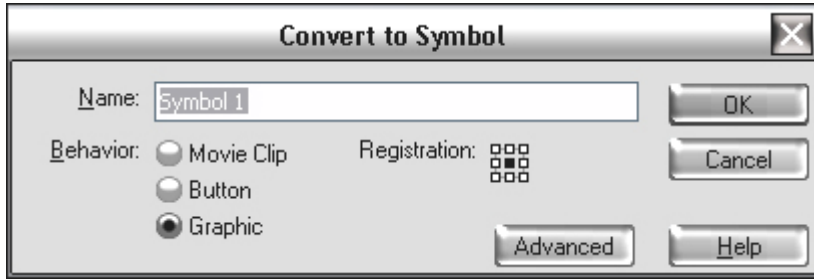 Convert to Symbol
Name: Symbol 1
OK
Behavior: Movie Clip Registration:
Cancel
Button
Graphic
Advanced Help